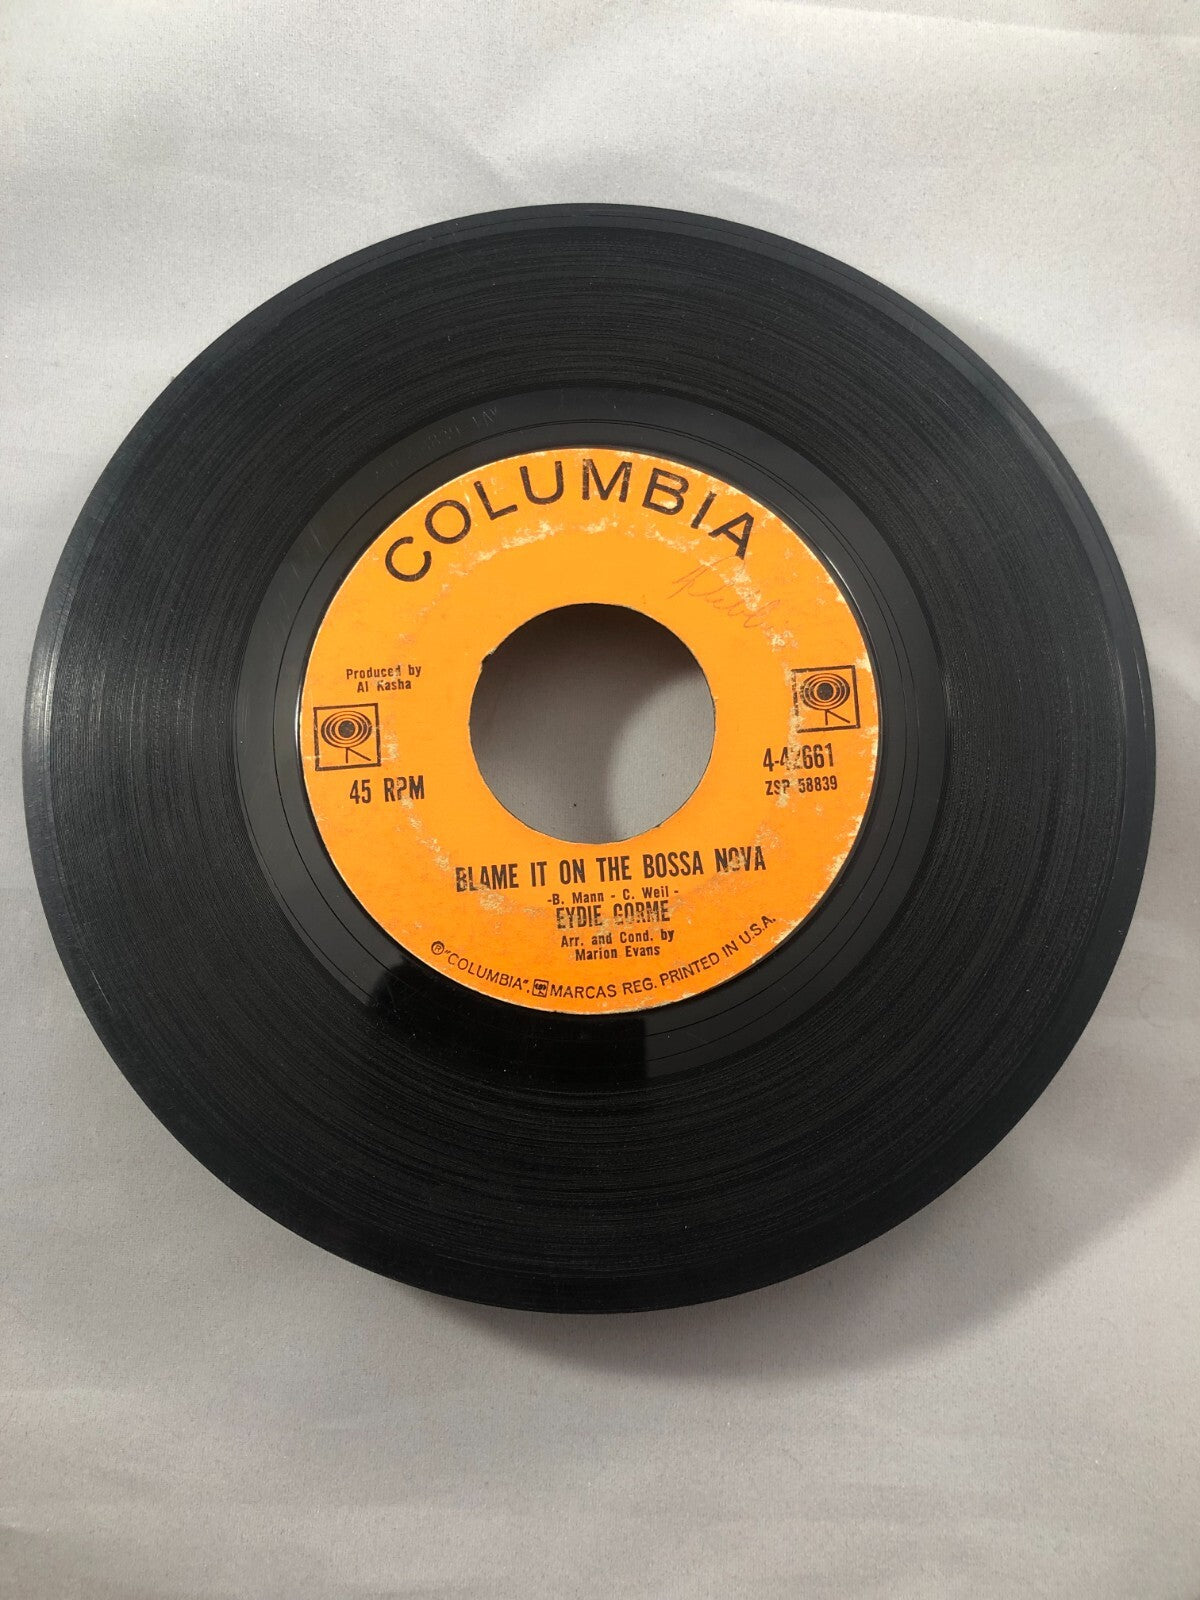 COLUMBIA
Produced by
Al Kasha
45 RPM
4-42661
ZSP 58839
BLAME IT ON THE BOSSA NOVA
-B. Mann - C. Weil -
EYDIE GORME
Arr. and Cond. by
Marion Evans
® "COLUMBIA", MARCAS REG. PRINTED IN U.S.A.